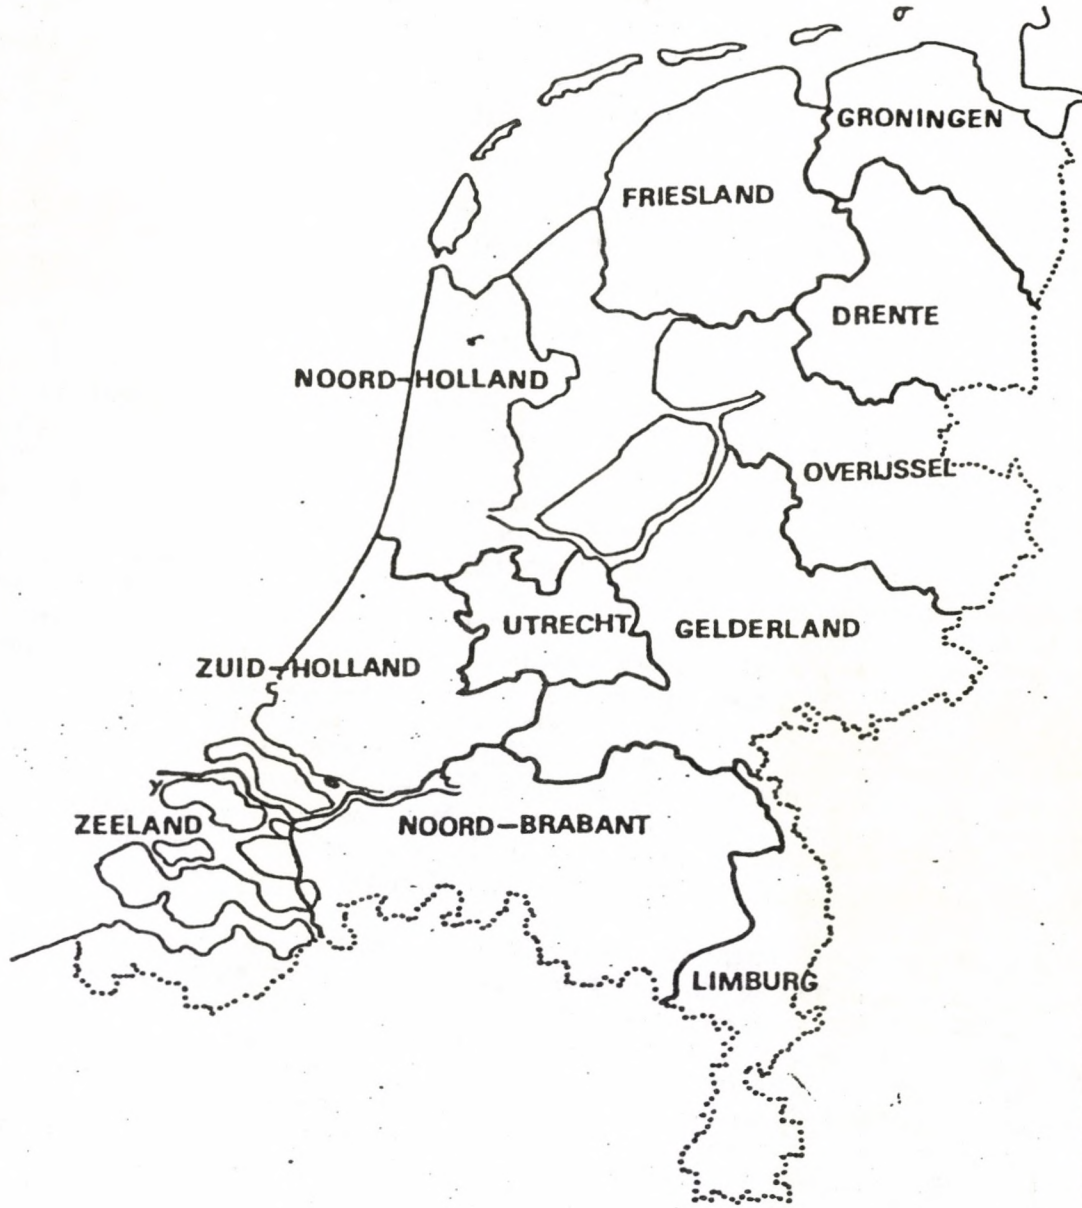 GRONINGEN
FRIESLAND
DRENTE
NOORD-HOLLAND
OVERIJSSEL
UTRECHT
GELDERLAND
ZUID-HOLLAND
ZEELAND
NOORD-BRABANT
LIMBURG